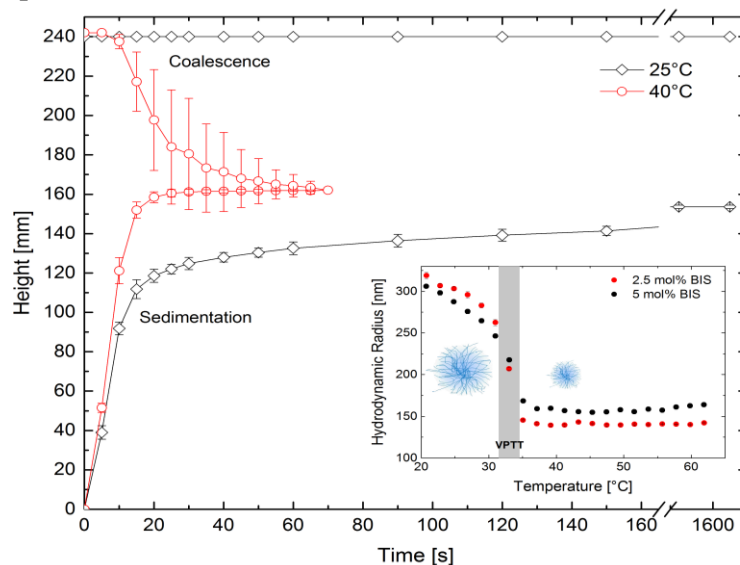 240
220
200
180
160
140
120
100
80
60
40
20
0
Height [mm]
Coalescence
Sedimentation
25°C
40°C
0 20 40 60 80 100 120 140 160 1600
Time [s]
300
250
200
150
100
Hydrodynamic Radius [nm]
2.5 mol% BIS
5 mol% BIS
VPTT
20 30 40 50 60
Temperature [°C]